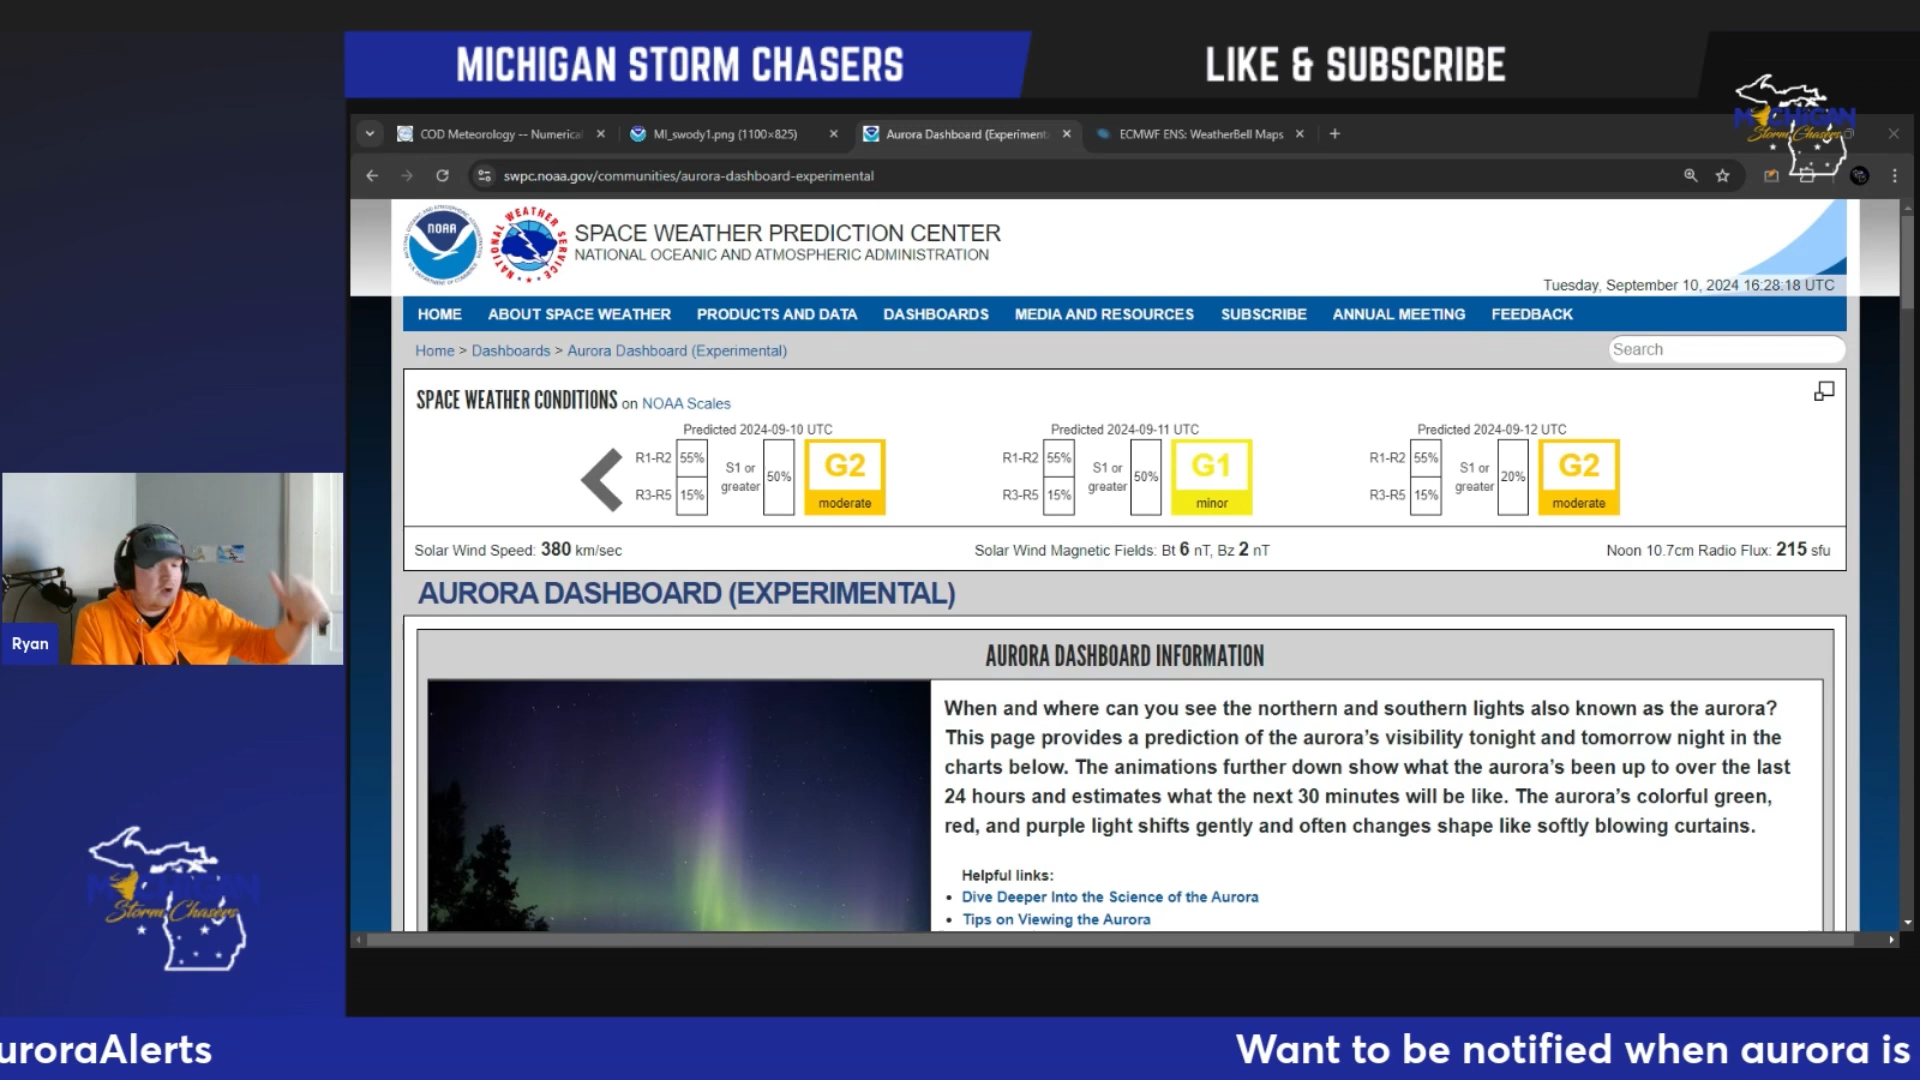 MICHIGAN STORM CHASERS
LIKE & SUBSCRIBE
MICHIGAN
Storm Chasers
COD Meteorology -- Numerica
MI_swody1.png (1100×825)
Aurora Dashboard (Experiment
ECMWF ENS: WeatherBell Maps
swpc.noaa.gov/communities/aurora-dashboard-experimental
NOAA
NATIONAL WEATHER SERVICE
SPACE WEATHER PREDICTION CENTER
NATIONAL OCEANIC AND ATMOSPHERIC ADMINISTRATION
Tuesday, September 10, 2024 16:28:18 UTC
HOME ABOUT SPACE WEATHER PRODUCTS AND DATA DASHBOARDS MEDIA AND RESOURCES SUBSCRIBE ANNUAL MEETING FEEDBACK
Home > Dashboards > Aurora Dashboard (Experimental)
Search
SPACE WEATHER CONDITIONS on NOAA Scales
Predicted 2024-09-10 UTC
R1-R2 55%
R3-R5 15%
S1 or greater 50%
G2
moderate
Predicted 2024-09-11 UTC
R1-R2 55%
R3-R5 15%
S1 or greater 50%
G1
minor
Predicted 2024-09-12 UTC
R1-R2 55%
R3-R5 15%
S1 or greater 20%
G2
moderate
Solar Wind Speed: 380 km/sec
Solar Wind Magnetic Fields: Bt 6 nT, Bz 2 nT
Noon 10.7cm Radio Flux: 215 sfu
AURORA DASHBOARD (EXPERIMENTAL)
AURORA DASHBOARD INFORMATION
When and where can you see the northern and southern lights also known as the aurora?
This page provides a prediction of the aurora's visibility tonight and tomorrow night in the
charts below. The animations further down show what the aurora's been up to over the last
24 hours and estimates what the next 30 minutes will be like. The aurora's colorful green,
red, and purple light shifts gently and often changes shape like softly blowing curtains.
Helpful links:
Dive Deeper Into the Science of the Aurora
Tips on Viewing the Aurora
Ryan
MICHIGAN
Storm Chasers
uroraAlerts
Want to be notified when aurora is